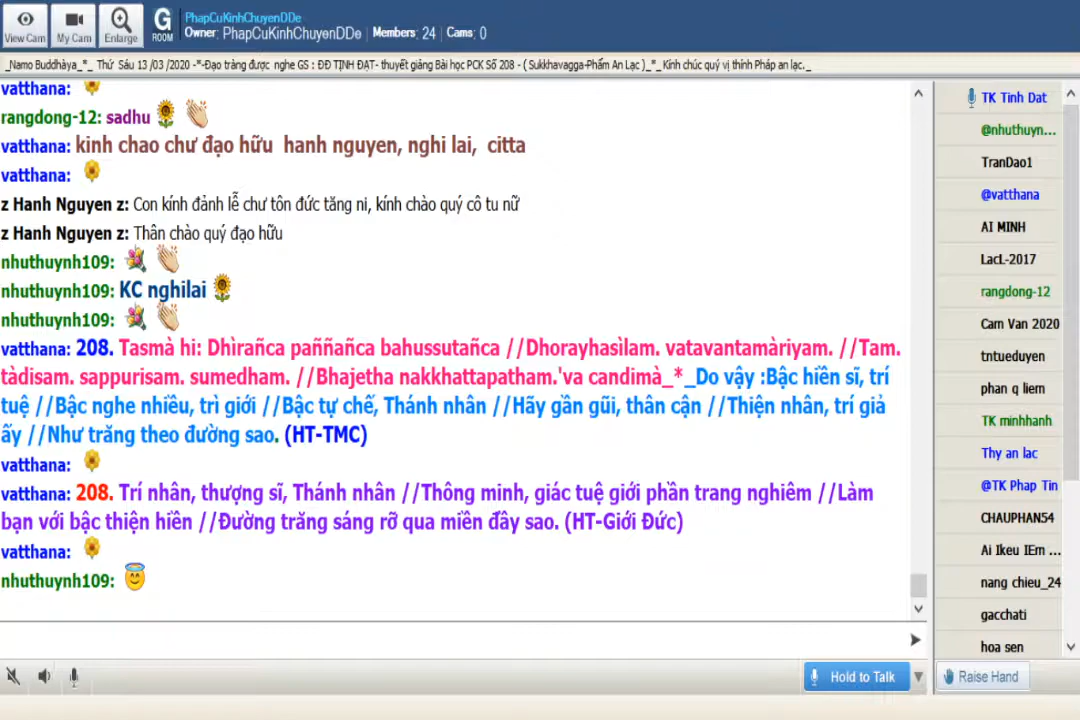 View Cam
My Cam
Enlarge
G
ROOM
PhapCuKinhChuyenDDe
Owner: PhapCuKinhChuyenDDe | Members: 24 | Cams: 0
_Namo Buddhàya_*_ Thứ Sáu 13 /03 /2020 -*-Đạo tràng được nghe GS : ĐĐ TỊNH ĐẠT- thuyết giảng Bài học PCK Số 208 - ( Sukkhavagga-Phẩm An Lạc )_*_Kính chúc quý vị thính Pháp an lạc._
vatthana:
rangdong-12: sadhu
vatthana: kinh chao chư đạo hữu hanh nguyen, nghi lai, citta
vatthana:
z Hanh Nguyen z: Con kính đảnh lễ chư tôn đức tăng ni, kính chào quý cô tu nữ
z Hanh Nguyen z: Thân chào quý đạo hữu
nhuthuynh109:
nhuthuynh109: KC nghilai
nhuthuynh109:
vatthana: 208. Tasmà hi: Dhìrañca paññañca bahussutañca //Dhorayhasìlam. vatavantamàriyam. //Tam.
tàdisam. sappurisam. sumedham. //Bhajetha nakkhattapatham.'va candimà_*_Do vậy :Bậc hiền sĩ, trí
tuệ //Bậc nghe nhiều, trì giới //Bậc tự chế, Thánh nhân //Hãy gần gũi, thân cận //Thiện nhân, trí giả
ấy //Như trăng theo đường sao. (HT-TMC)
vatthana:
vatthana: 208. Trí nhân, thượng sĩ, Thánh nhân //Thông minh, giác tuệ giới phần trang nghiêm //Làm
bạn với bậc thiện hiền //Đường trăng sáng rỡ qua miền đầy sao. (HT-Giới Đức)
vatthana:
nhuthuynh109:
TK Tinh Dat
@nhuthuyn...
TranDao1
@vatthana
AI MINH
LacL-2017
rangdong-12
Cam Van 2020
tntueduyen
phan q liem
TK minhhanh
Thy an lac
@TK Phap Tin
CHAUPHAN54
Ai Ikeu IEm ...
nang chieu_24
gacchati
hoa sen
Hold to Talk
Raise Hand